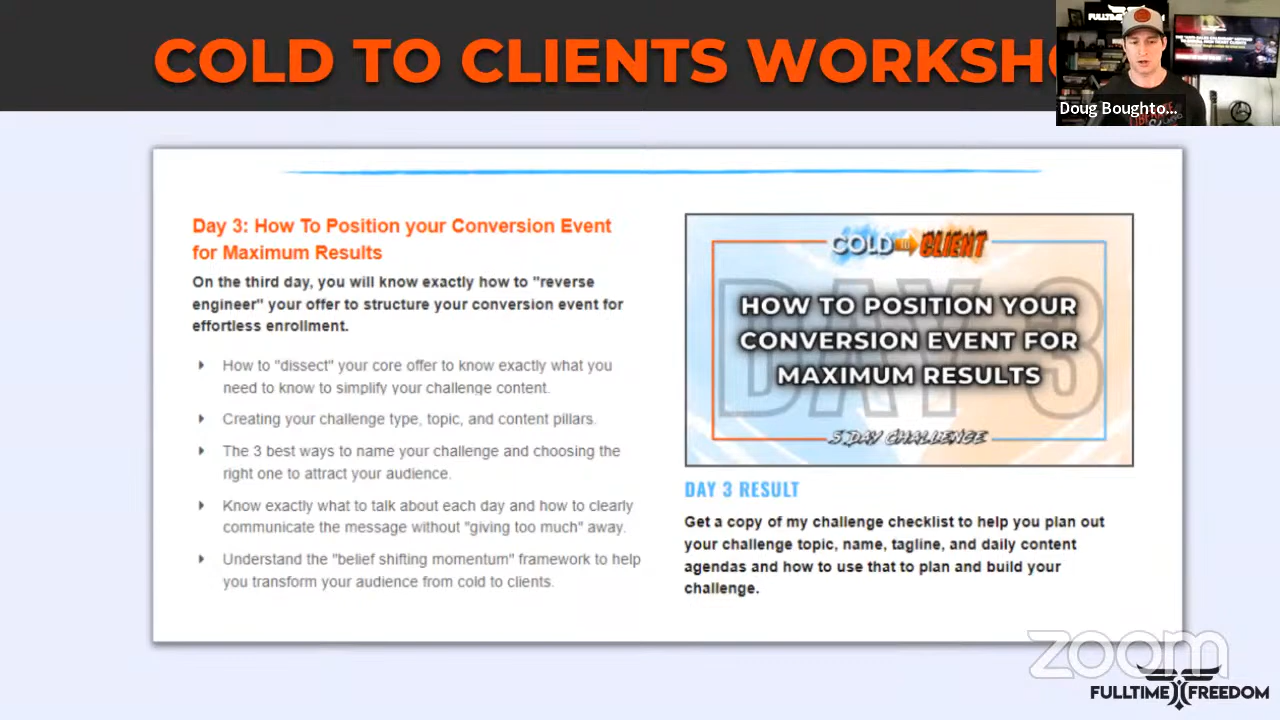 COLD TO CLIENTS WORKSHO
FULLTIME
Doug Boughto...
Day 3: How To Position your Conversion Event
for Maximum Results
On the third day, you will know exactly how to "reverse
engineer" your offer to structure your conversion event for
effortless enrollment.
How to "dissect" your core offer to know exactly what you
need to know to simplify your challenge content.
Creating your challenge type, topic, and content pillars.
The 3 best ways to name your challenge and choosing the
right one to attract your audience.
Know exactly what to talk about each day and how to clearly
communicate the message without "giving too much" away.
Understand the "belief shifting momentum" framework to help
you transform your audience from cold to clients.
COLD to CLIENT
DAY 3
HOW TO POSITION YOUR
CONVERSION EVENT FOR
MAXIMUM RESULTS
5 DAY CHALLENGE
DAY 3 RESULT
Get a copy of my challenge checklist to help you plan out
your challenge topic, name, tagline, and daily content
agendas and how to use that to plan and build your
challenge.
zoom
FULLTIME FREEDOM